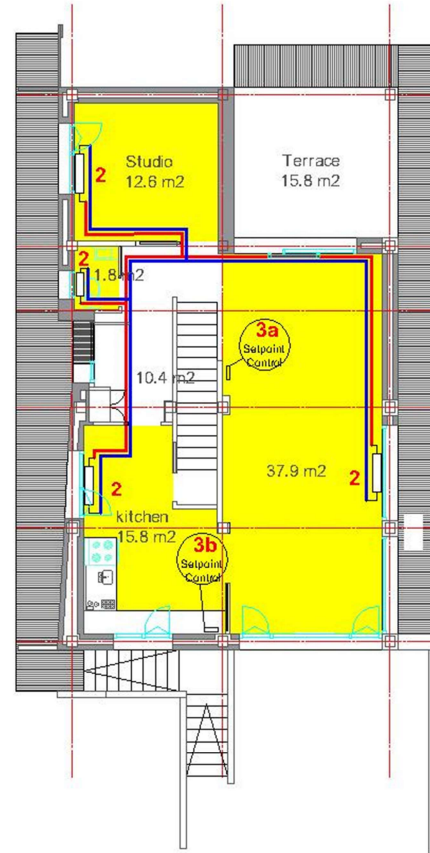 Studio
12.6 m2
2
Terrace
15.8 m2
2
1.8 m2
3a
Setpoint
Control
10.4 m2
37.9 m2
2
2
kitchen
15.8 m2
3b
Setpoint
Control